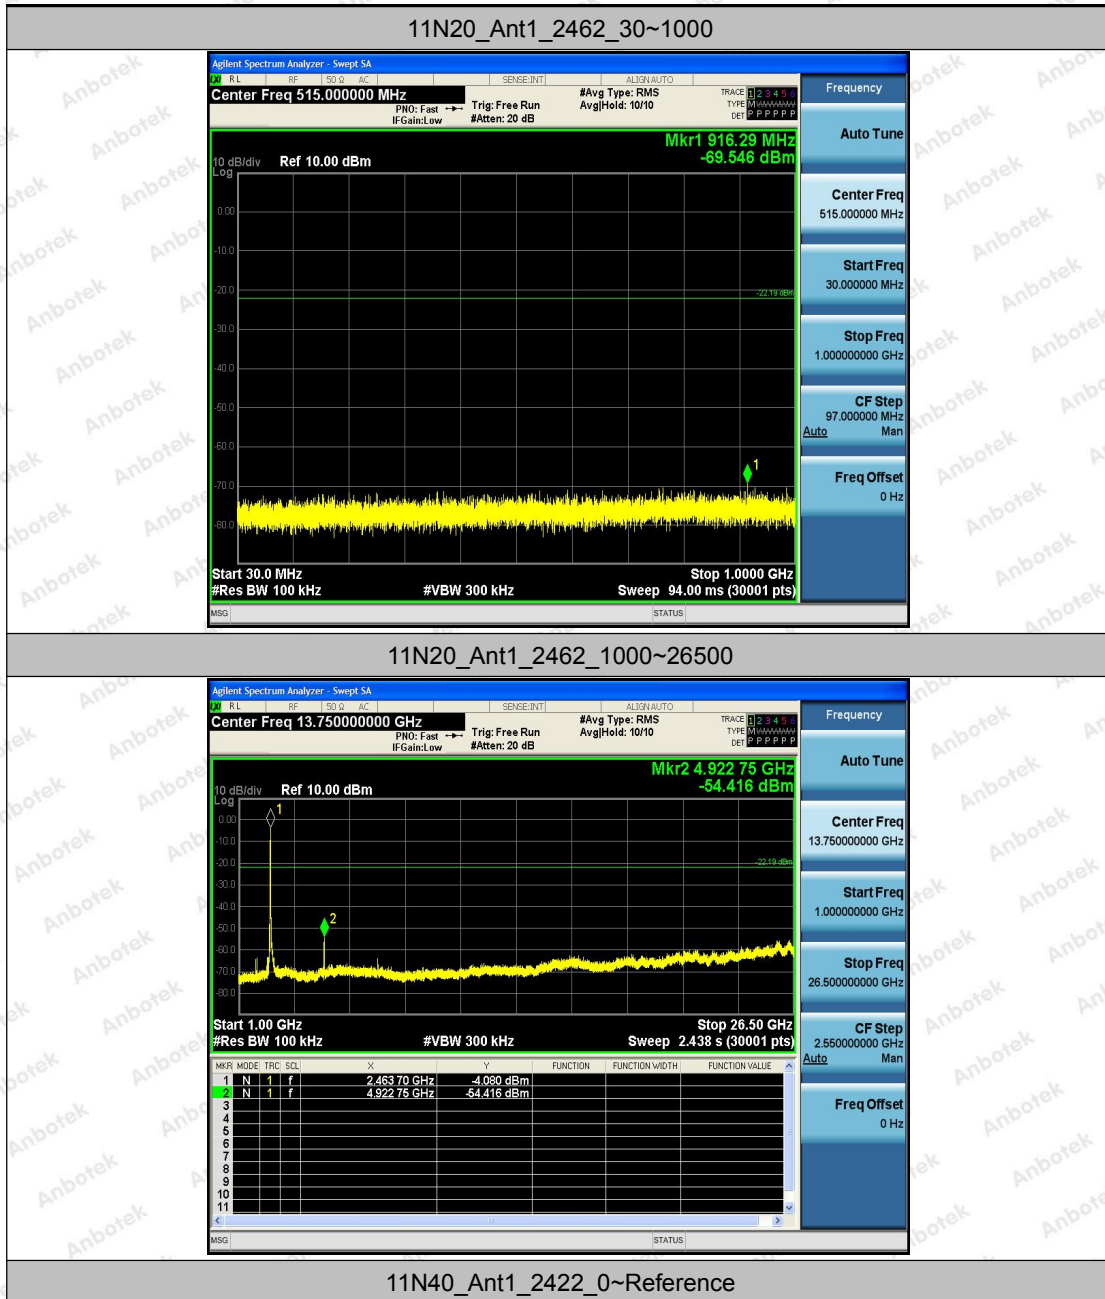 11N20_Ant1_2462_30~1000
Agilent Spectrum Analyzer - Swept SA
LXI RL RF 50 Ω AC SENSE:INT ALIGN AUTO
Center Freq 515.000000 MHz
PNO: Fast
IFGain:Low
Trig: Free Run
#Atten: 20 dB
#Avg Type: RMS
Avg|Hold: 10/10
TRACE 1 2 3 4 5 6
TYPE M
DET P P P P P P
Mkr1 916.29 MHz
-69.546 dBm
10 dB/div Ref 10.00 dBm
Log
0.00
-10.0
-20.0
-22.19 dBm
-30.0
-40.0
-50.0
-60.0
1
-70.0
-80.0
Start 30.0 MHz Stop 1.0000 GHz
#Res BW 100 kHz #VBW 300 kHz Sweep 94.00 ms (30001 pts)
MSG STATUS
Frequency
Auto Tune
Center Freq
515.000000 MHz
Start Freq
30.000000 MHz
Stop Freq
1.000000000 GHz
CF Step
97.000000 MHz
Auto Man
Freq Offset
0 Hz
11N20_Ant1_2462_1000~26500
Agilent Spectrum Analyzer - Swept SA
LXI RL RF 50 Ω AC SENSE:INT ALIGN AUTO
Center Freq 13.750000000 GHz
PNO: Fast
IFGain:Low
Trig: Free Run
#Atten: 20 dB
#Avg Type: RMS
Avg|Hold: 10/10
TRACE 1 2 3 4 5 6
TYPE M
DET P P P P P P
Mkr2 4.922 75 GHz
-54.416 dBm
10 dB/div Ref 10.00 dBm
Log
1
0.00
-10.0
-20.0
-22.19 dBm
-30.0
-40.0
2
-50.0
-60.0
-70.0
-80.0
Start 1.00 GHz Stop 26.50 GHz
#Res BW 100 kHz #VBW 300 kHz Sweep 2.438 s (30001 pts)
MKR MODE TRC SCL X Y FUNCTION FUNCTION WIDTH FUNCTION VALUE
1 N 1 f 2.463 70 GHz -4.080 dBm
2 N 1 f 4.922 75 GHz -54.416 dBm
3
4
5
6
7
8
9
10
11
MSG STATUS
Frequency
Auto Tune
Center Freq
13.750000000 GHz
Start Freq
1.000000000 GHz
Stop Freq
26.500000000 GHz
CF Step
2.550000000 GHz
Auto Man
Freq Offset
0 Hz
11N40_Ant1_2422_0~Reference